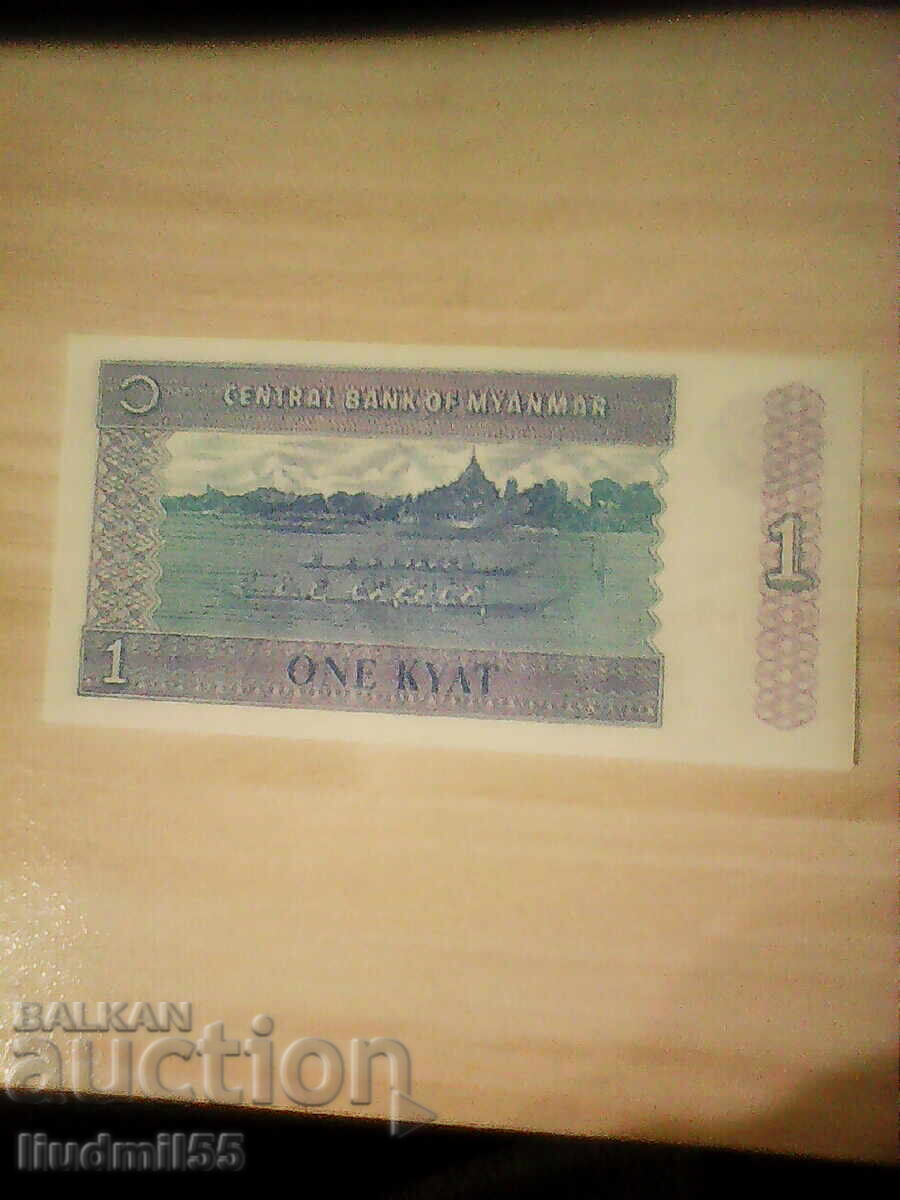 ၁
CENTRAL BANK OF MYANMAR
1
1
ONE KYAT
BALKAN
auction
liudmil55